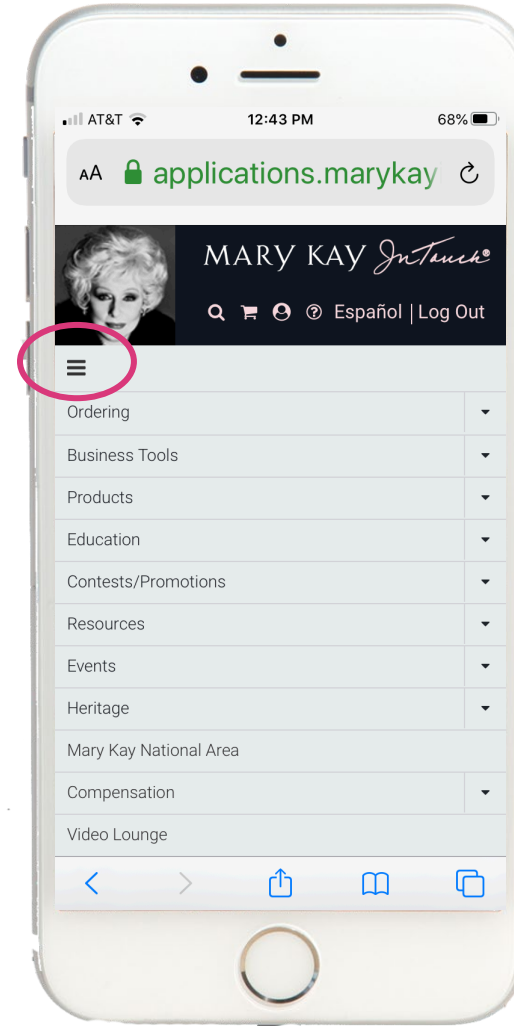 AT&T 12:43 PM 68%
AA applications.marykay
MARY KAY InTouch®
Español | Log Out
Ordering
Business Tools
Products
Education
Contests/Promotions
Resources
Events
Heritage
Mary Kay National Area
Compensation
Video Lounge